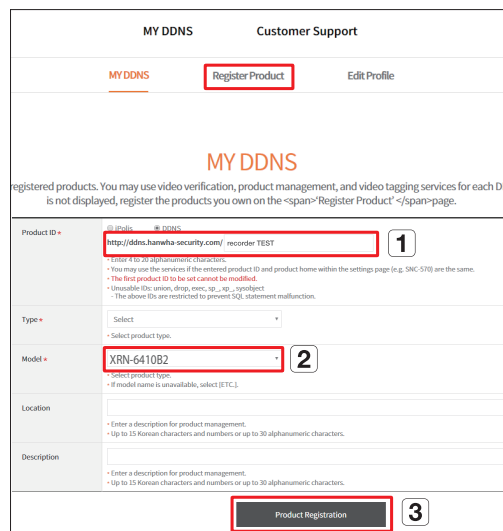 MY DDNS Customer Support
MY DDNS Register Product Edit Profile
MY DDNS
registered products. You may use video verification, product management, and video tagging services for each D
is not displayed, register the products you own on the <span>'Register Product' </span>page.
Product ID * iPolis DDNS
http://ddns.hanwha-security.com/ recorder TEST 1
• Enter 4 to 20 alphanumeric characters.
• You may use the services if the entered product ID and product home within the settings page (e.g. SNC-570) are the same.
• The first product ID to be set cannot be modified.
• Unusable IDs: union, drop, exec, sp_, xp_, sysobject
- The above IDs are restricted to prevent SQL statement malfunction.
Type * Select
• Select product type.
Model * XRN-6410B2 2
• Select product type.
• If model name is unavailable, select [ETC.].
Location
• Enter a description for product management.
• Up to 15 Korean characters and numbers or up to 30 alphanumeric characters.
Description
• Enter a description for product management.
• Up to 15 Korean characters and numbers or up to 30 alphanumeric characters.
Product Registration 3